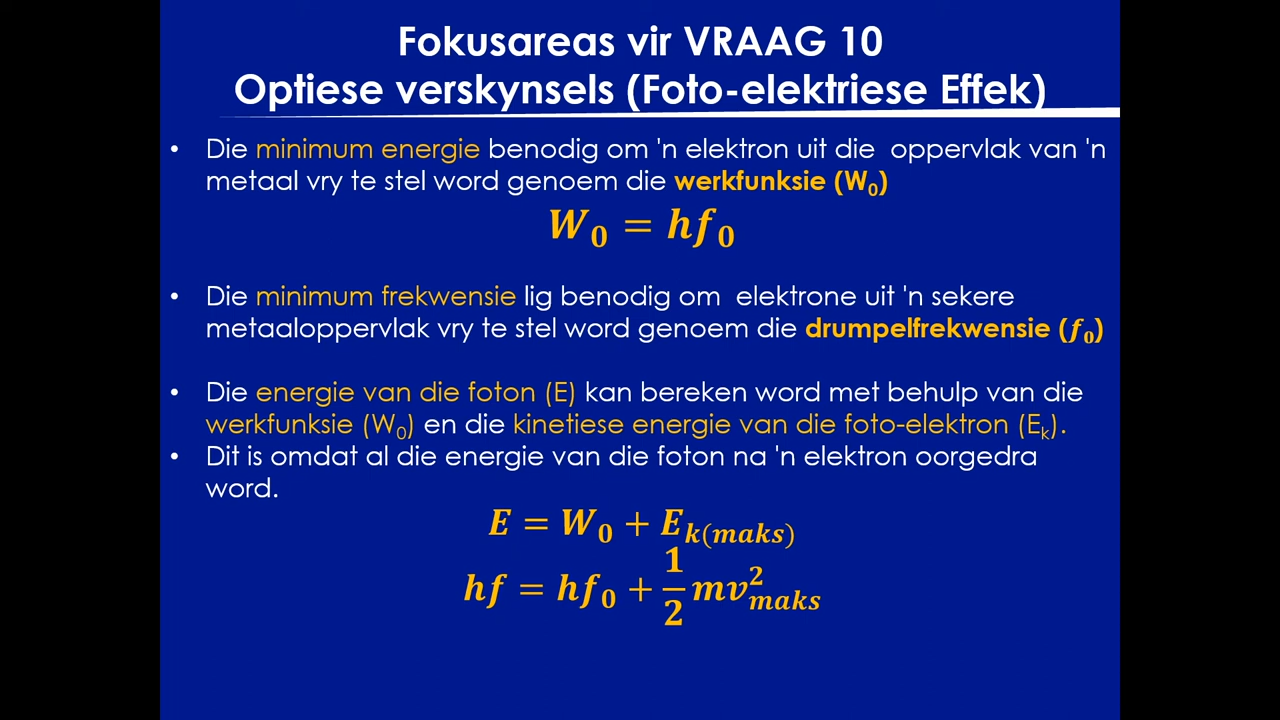 Fokusareas vir VRAAG 10
Optiese verskynsels (Foto-elektriese Effek)
• Die minimum energie benodig om 'n elektron uit die oppervlak van 'n
metaal vry te stel word genoem die werkfunksie (W₀)
W₀ = hf₀
• Die minimum frekwensie lig benodig om elektrone uit 'n sekere
metaaloppervlak vry te stel word genoem die drumpelfrekwensie (f₀)
• Die energie van die foton (E) kan bereken word met behulp van die
werkfunksie (W₀) en die kinetiese energie van die foto-elektron (Eₖ).
• Dit is omdat al die energie van die foton na 'n elektron oorgedra
word.
E = W₀ + E_k(maks)
hf = hf₀ + 1/2 mv²_maks